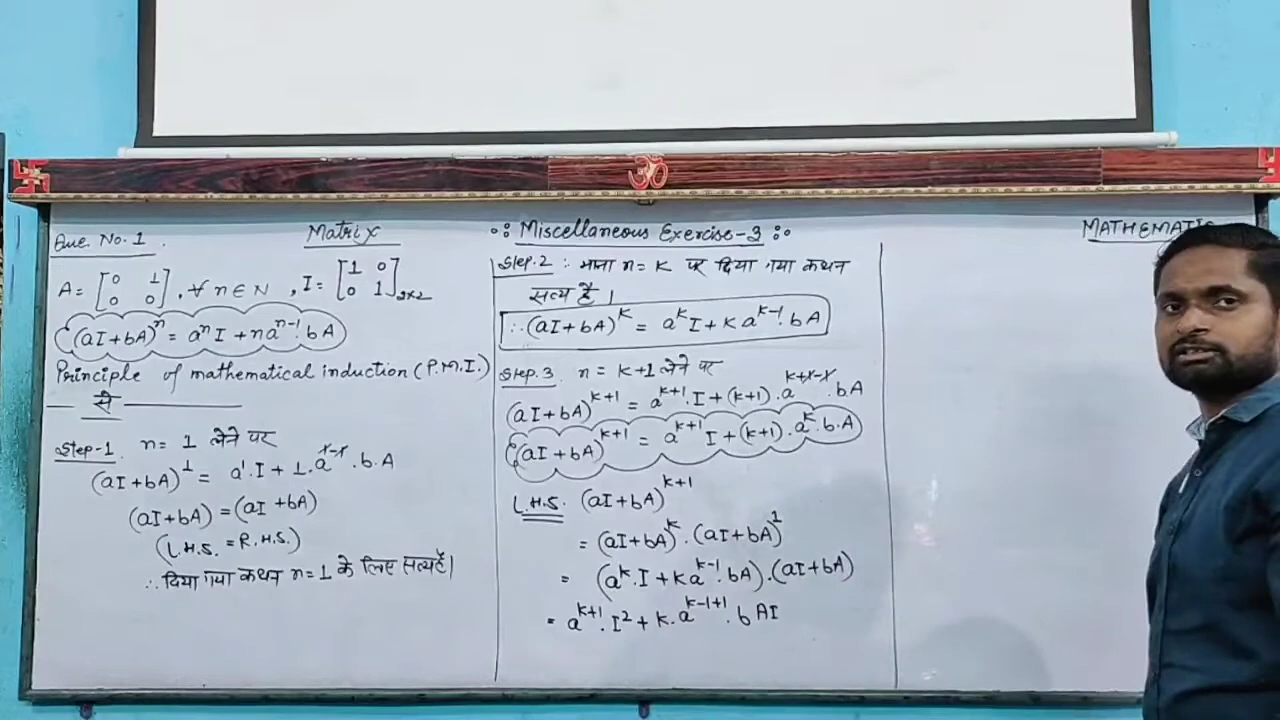 Que. No. 1
Matrix
∴ Miscellaneous Exercise-3 ∴
MATHEMATIC
A = [0 1; 0 0], ∀ n ∈ N, I = [1 0; 0 1]₂ₓ₂
(aI+bA)ⁿ = aⁿI + naⁿ⁻¹.bA
Principle of mathematical induction (P.M.I.)
से
Step-1 n = 1 लेने पर
(aI+bA)¹ = a¹.I + 1.a¹⁻¹.b.A
(aI+bA) = (aI+bA)
(L.H.S. = R.H.S.)
∴ दिया गया कथन n=1 के लिए सत्य है।
Step.2 : माना n = K पर दिया गया कथन
सत्य है।
∴ (aI+bA)ᴷ = aᴷI + K aᴷ⁻¹.bA
Step.3 n = K+1 लेने पर
(aI+bA)ᴷ⁺¹ = aᴷ⁺¹.I + (K+1).aᴷ⁺¹⁻¹.bA
(aI+bA)ᴷ⁺¹ = aᴷ⁺¹I + (K+1).aᴷ.b.A
L.H.S. (aI+bA)ᴷ⁺¹
= (aI+bA)ᴷ.(aI+bA)¹
= (aᴷ.I + K aᴷ⁻¹.bA).(aI+bA)
= aᴷ⁺¹.I² + K.aᴷ⁻¹⁺¹.bAI